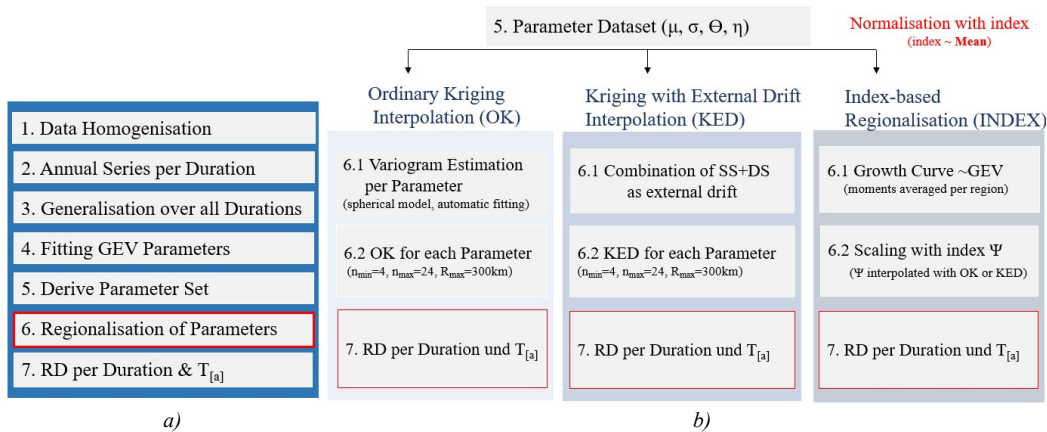 5. Parameter Dataset (μ, σ, Θ, η)
Normalisation with index
(index ~ Mean)
1. Data Homogenisation
2. Annual Series per Duration
3. Generalisation over all Durations
4. Fitting GEV Parameters
5. Derive Parameter Set
6. Regionalisation of Parameters
7. RD per Duration & T[a]
a)
Ordinary Kriging
Interpolation (OK)
6.1 Variogram Estimation
per Parameter
(spherical model, automatic fitting)
6.2 OK for each Parameter
(nmin=4, nmax=24, Rmax=300km)
7. RD per Duration und T[a]
Kriging with External Drift
Interpolation (KED)
6.1 Combination of SS+DS
as external drift
6.2 KED for each Parameter
(nmin=4, nmax=24, Rmax=300km)
7. RD per Duration und T[a]
Index-based
Regionalisation (INDEX)
6.1 Growth Curve ~GEV
(moments averaged per region)
6.2 Scaling with index Ψ
(Ψ interpolated with OK or KED)
7. RD per Duration und T[a]
b)